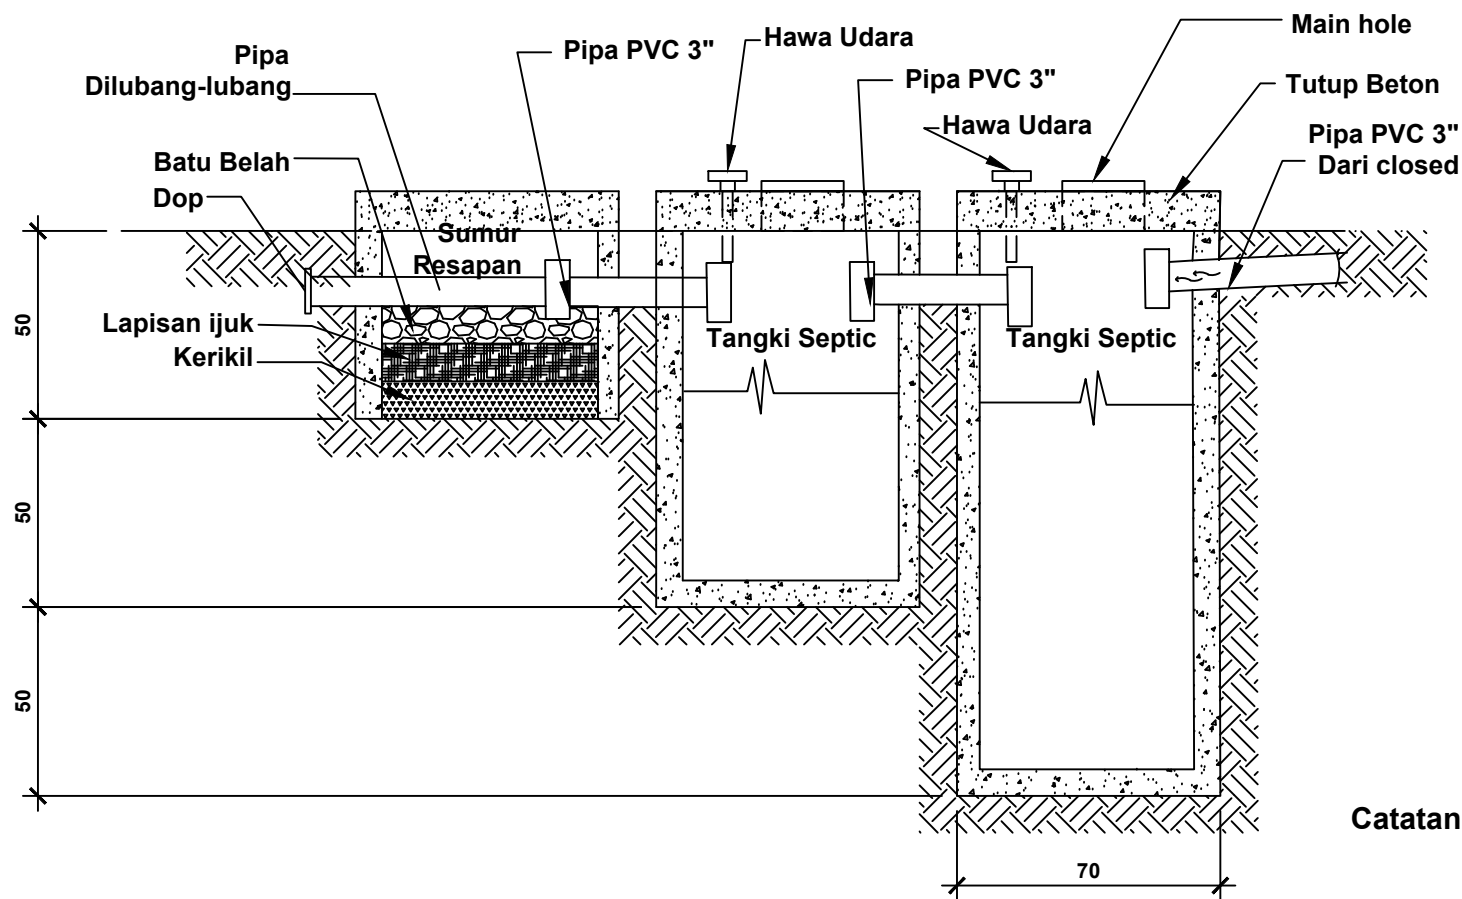 Main hole
Hawa Udara
Pipa PVC 3"
Pipa
Dilubang-lubang
Pipa PVC 3"
Tutup Beton
Hawa Udara
Pipa PVC 3"
Dari closed
Batu Belah
Dop
Sumur
Resapan
Lapisan ijuk
Kerikil
Tangki Septic
Tangki Septic
50
50
50
Catatan
70